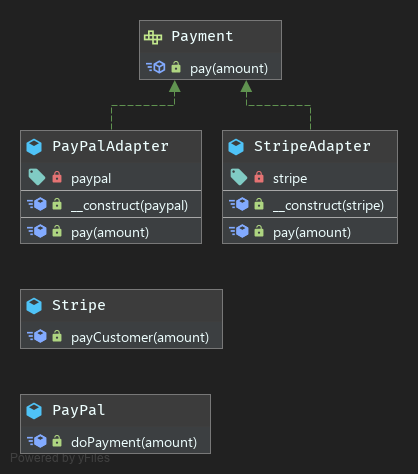 Payment
pay(amount)
PayPalAdapter
paypal
__construct(paypal)
pay(amount)
StripeAdapter
stripe
__construct(stripe)
pay(amount)
Stripe
payCustomer(amount)
PayPal
doPayment(amount)
Powered by yFiles